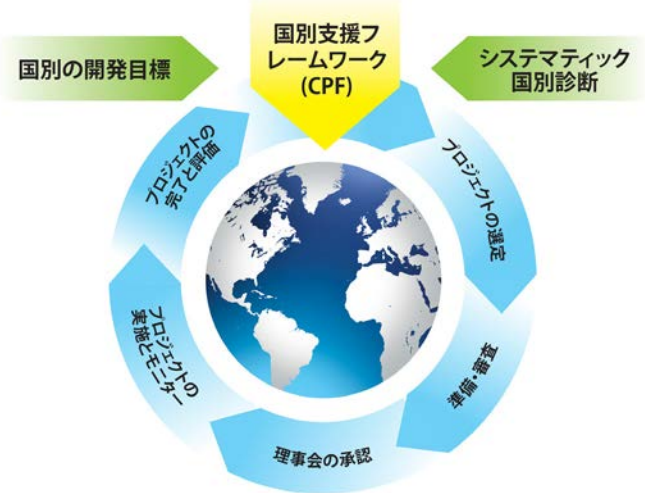 国別の開発目標
国別支援フ
レームワーク
(CPF)
システマティック
国別診断
プロジェクトの選定
準備・審査
理事会の承認
プロジェクトの
実施とモニター
プロジェクトの
完了と評価